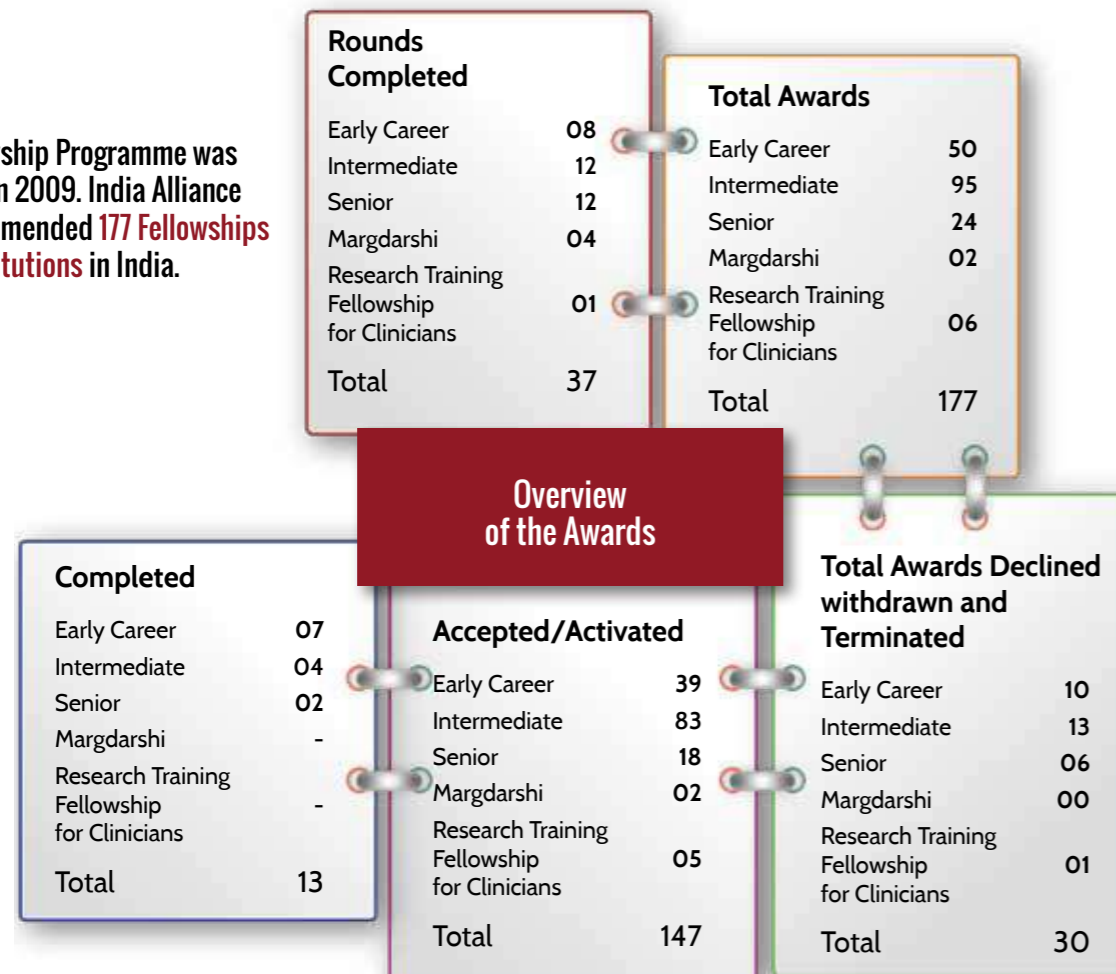 ship Programme was
n 2009. India Alliance
mended 177 Fellowships
tutions in India.
Rounds
Completed
Early Career 08
Intermediate 12
Senior 12
Margdarshi 04
Research Training
Fellowship 01
for Clinicians
Total 37
Total Awards
Early Career 50
Intermediate 95
Senior 24
Margdarshi 02
Research Training
Fellowship 06
for Clinicians
Total 177
Overview
of the Awards
Completed
Early Career 07
Intermediate 04
Senior 02
Margdarshi -
Research Training
Fellowship -
for Clinicians
Total 13
Accepted/Activated
Early Career 39
Intermediate 83
Senior 18
Margdarshi 02
Research Training
Fellowship 05
for Clinicians
Total 147
Total Awards Declined
withdrawn and
Terminated
Early Career 10
Intermediate 13
Senior 06
Margdarshi 00
Research Training
Fellowship 01
for Clinicians
Total 30